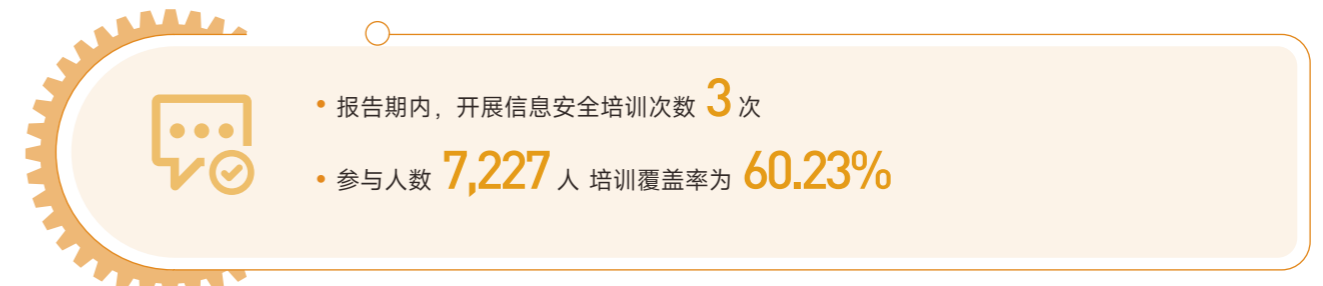 • 报告期内，开展信息安全培训次数 3 次
• 参与人数 7,227 人 培训覆盖率为 60.23%